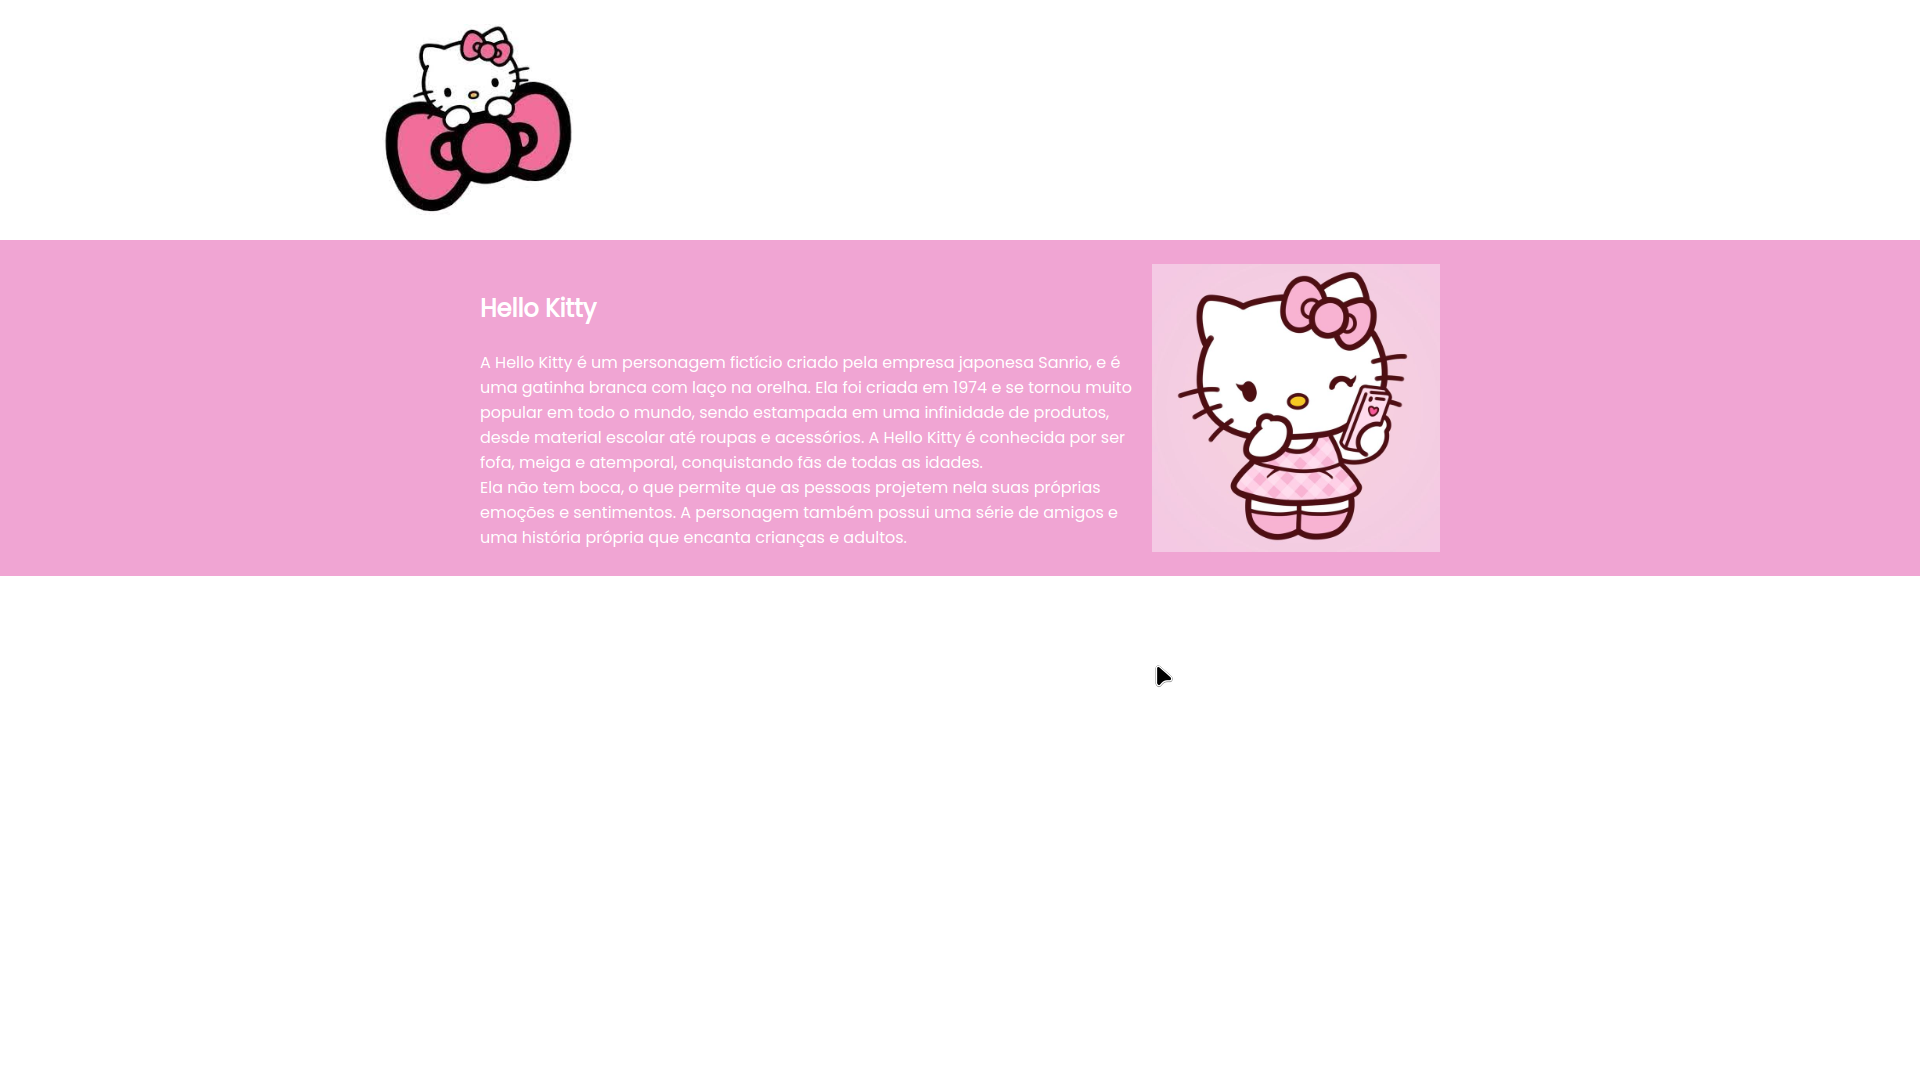 Hello Kitty
A Hello Kitty é um personagem fictício criado pela empresa japonesa Sanrio, e é
uma gatinha branca com laço na orelha. Ela foi criada em 1974 e se tornou muito
popular em todo o mundo, sendo estampada em uma infinidade de produtos,
desde material escolar até roupas e acessórios. A Hello Kitty é conhecida por ser
fofa, meiga e atemporal, conquistando fãs de todas as idades.
Ela não tem boca, o que permite que as pessoas projetem nela suas próprias
emoções e sentimentos. A personagem também possui uma série de amigos e
uma história própria que encanta crianças e adultos.